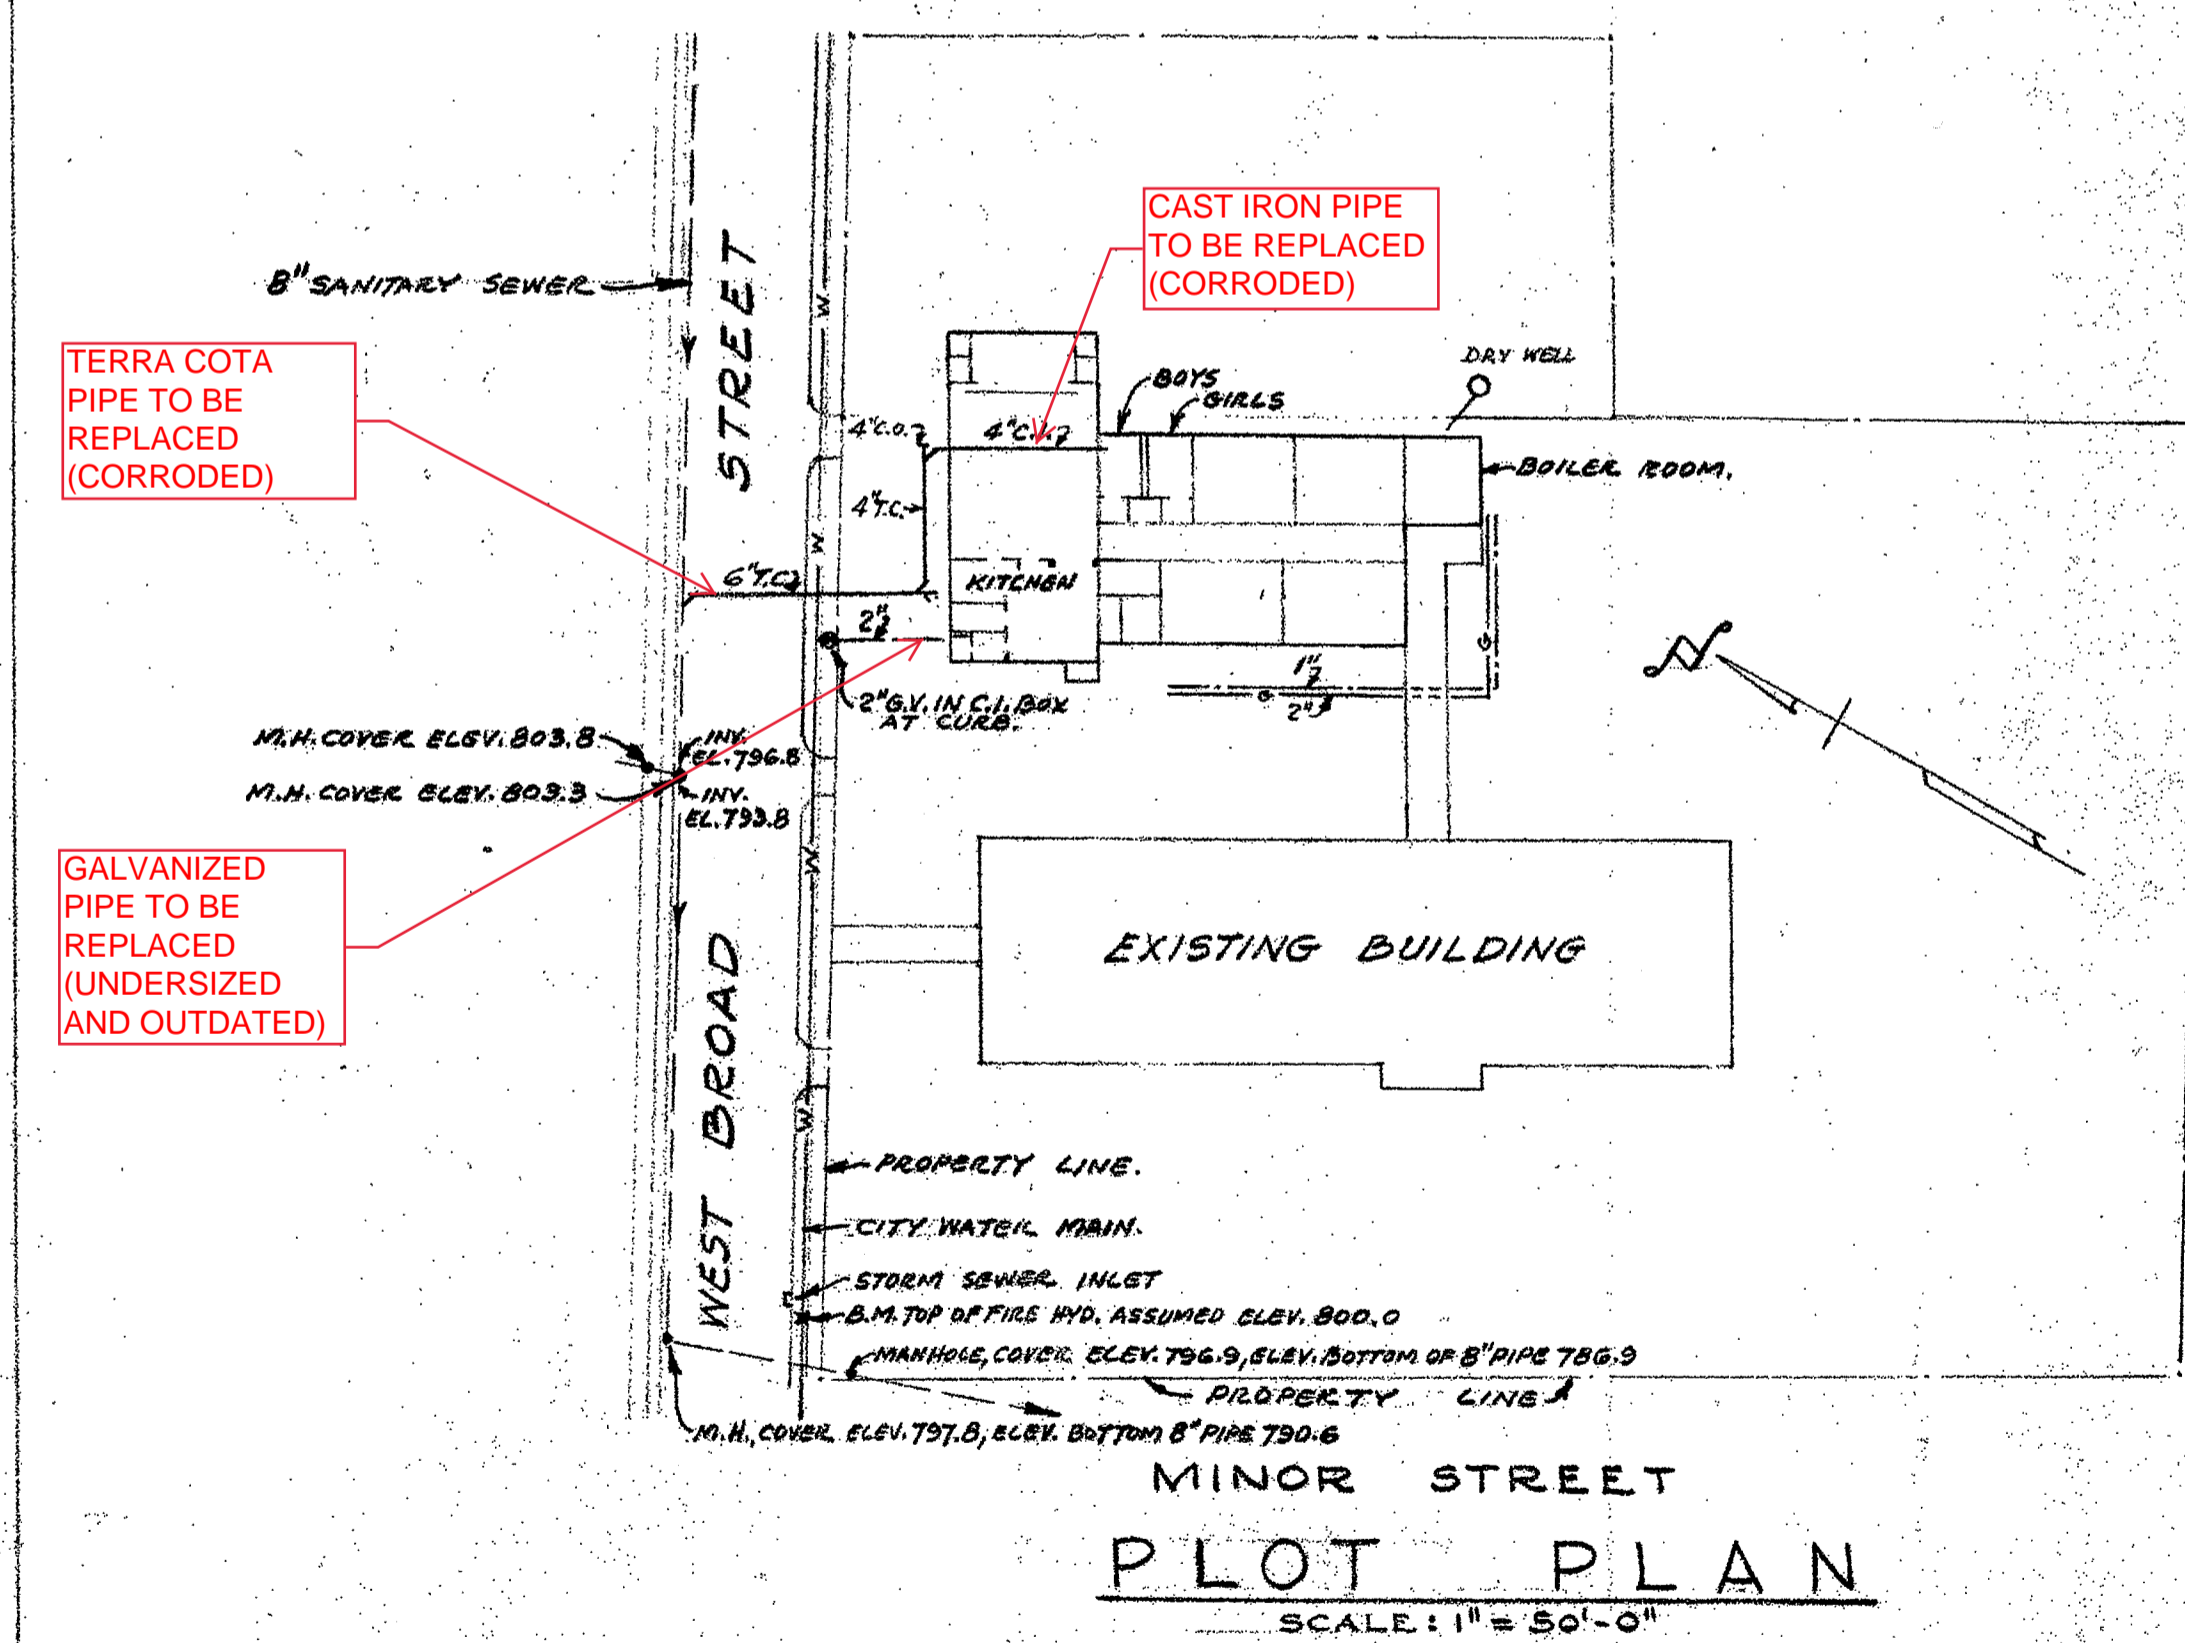 8" SANITARY SEWER
STREET
CAST IRON PIPE
TO BE REPLACED
(CORRODED)
TERRA COTA
PIPE TO BE
REPLACED
(CORRODED)
DRY WELL
BOYS
GIRLS
4"C.O.
4"C.I.
BOILER ROOM.
4"T.C.
6"T.C.
KITCHEN
2"
W
W
W
W
1"
G
2"
G
N
2"G.V. IN C.I. BOX
AT CURB.
M.H. COVER ELEV. 803.8
INV.
EL. 796.8
M.H. COVER ELEV. 803.3
INV.
EL. 793.8
GALVANIZED
PIPE TO BE
REPLACED
(UNDERSIZED
AND OUTDATED)
EXISTING BUILDING
WEST BROAD
PROPERTY LINE.
CITY WATER MAIN.
STORM SEWER INLET
B.M. TOP OF FIRE HYD. ASSUMED ELEV. 800.0
MANHOLE, COVER ELEV. 796.9, ELEV. BOTTOM OF 8" PIPE 786.9
PROPERTY LINE
M.H., COVER ELEV. 797.8, ELEV. BOTTOM 8" PIPE 790.6
MINOR STREET
PLOT PLAN
SCALE: 1" = 50'-0"